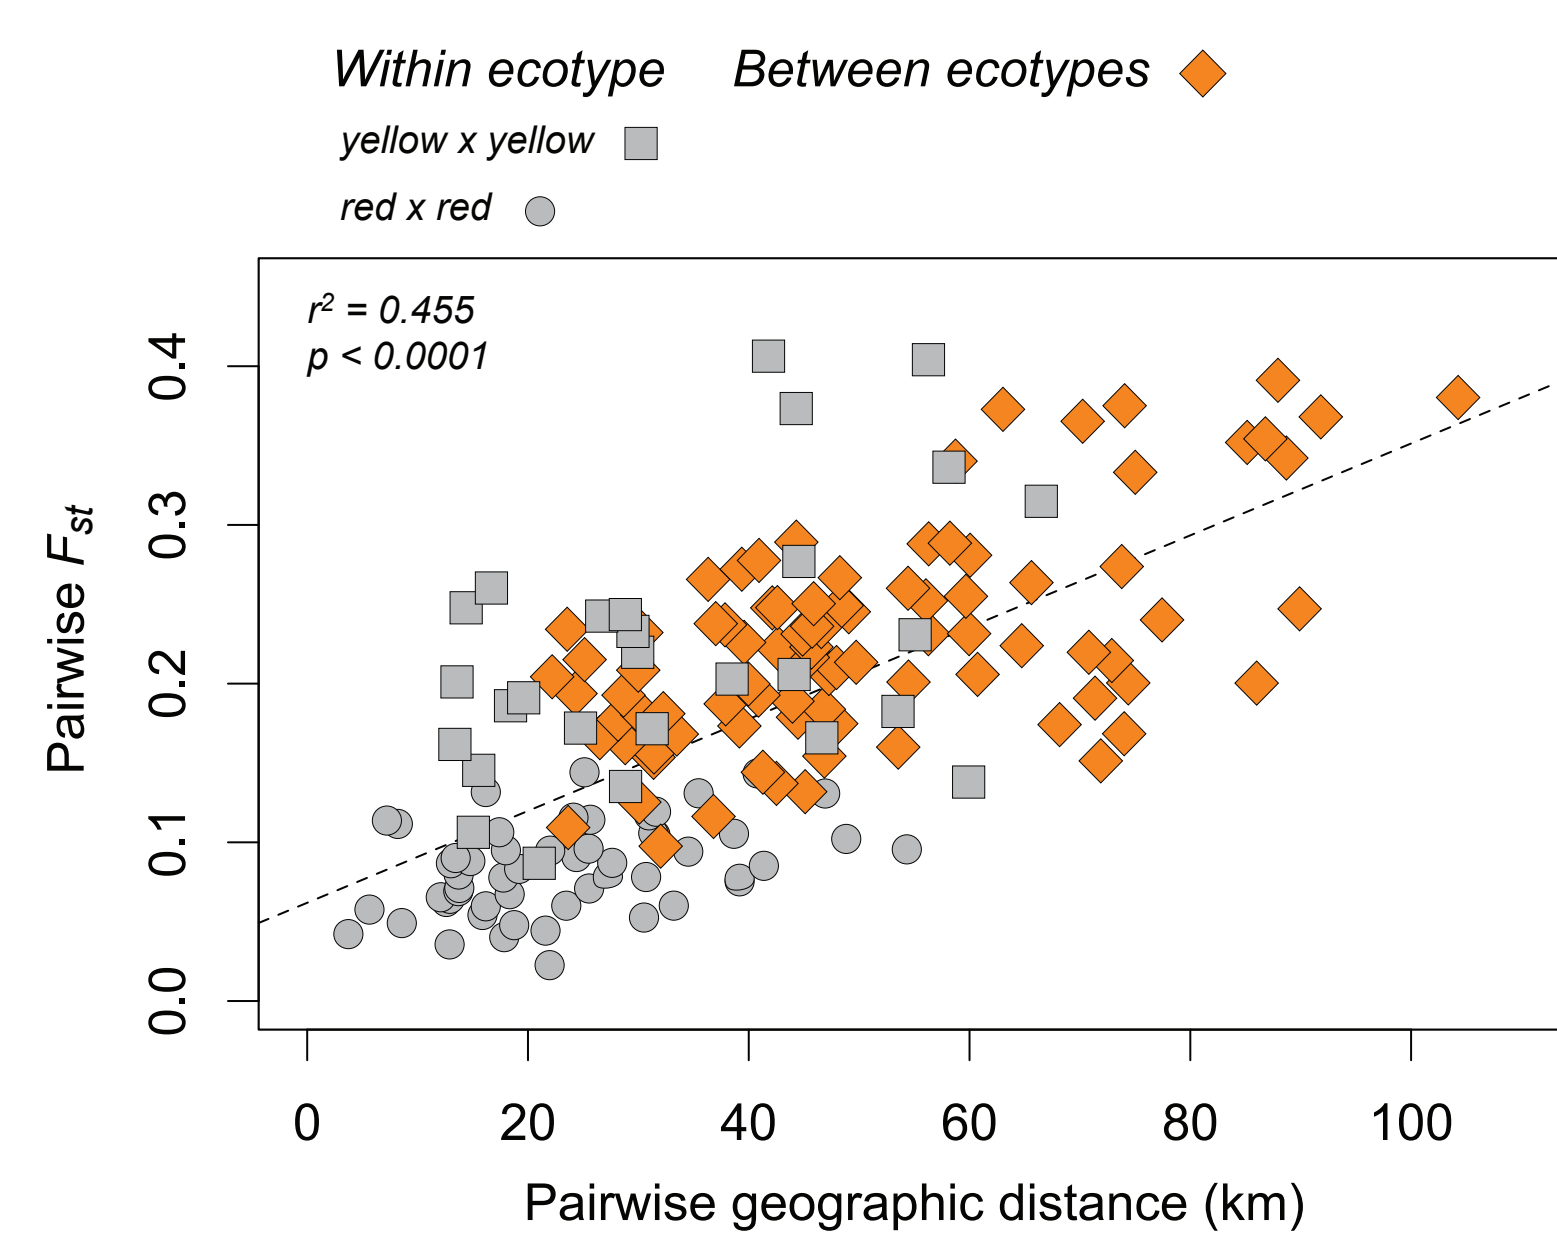 Within ecotype Between ecotypes
yellow x yellow
red x red
r² = 0.455
p < 0.0001
0.4
0.3
0.2
0.1
0.0
Pairwise Fst
0 20 40 60 80 100
Pairwise geographic distance (km)